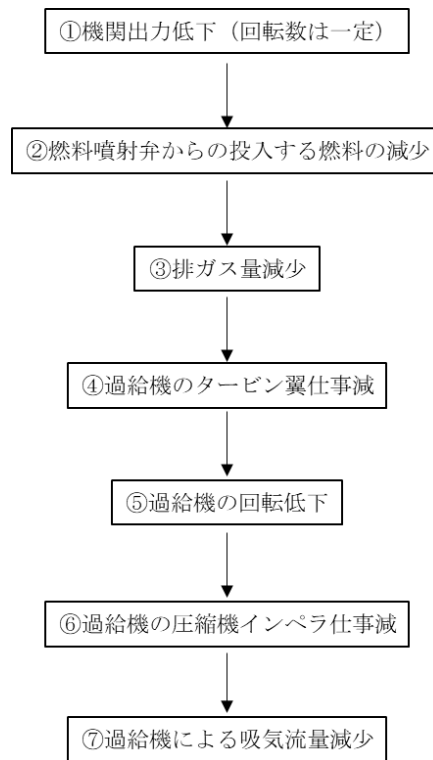 ①機関出力低下（回転数は一定）
②燃料噴射弁からの投入する燃料の減少
③排ガス量減少
④過給機のタービン翼仕事減
⑤過給機の回転低下
⑥過給機の圧縮機インペラ仕事減
⑦過給機による吸気流量減少